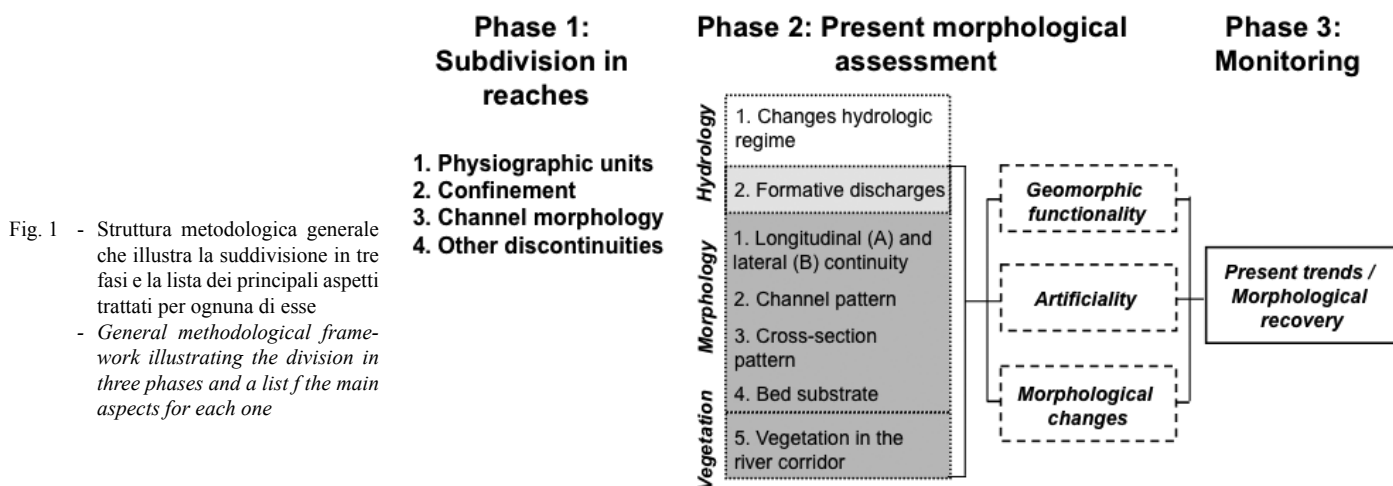 Phase 1:
Subdivision in
reaches
1. Physiographic units
2. Confinement
3. Channel morphology
4. Other discontinuities
Phase 2: Present morphological
assessment
Hydrology
1. Changes hydrologic
regime
2. Formative discharges
Morphology
1. Longitudinal (A) and
lateral (B) continuity
2. Channel pattern
3. Cross-section
pattern
4. Bed substrate
Vegetation
5. Vegetation in the
river corridor
Geomorphic
functionality
Artificiality
Morphological
changes
Phase 3:
Monitoring
Present trends /
Morphological
recovery
Fig. 1 - Struttura metodologica generale
che illustra la suddivisione in tre
fasi e la lista dei principali aspetti
trattati per ognuna di esse
- General methodological frame-
work illustrating the division in
three phases and a list f the main
aspects for each one